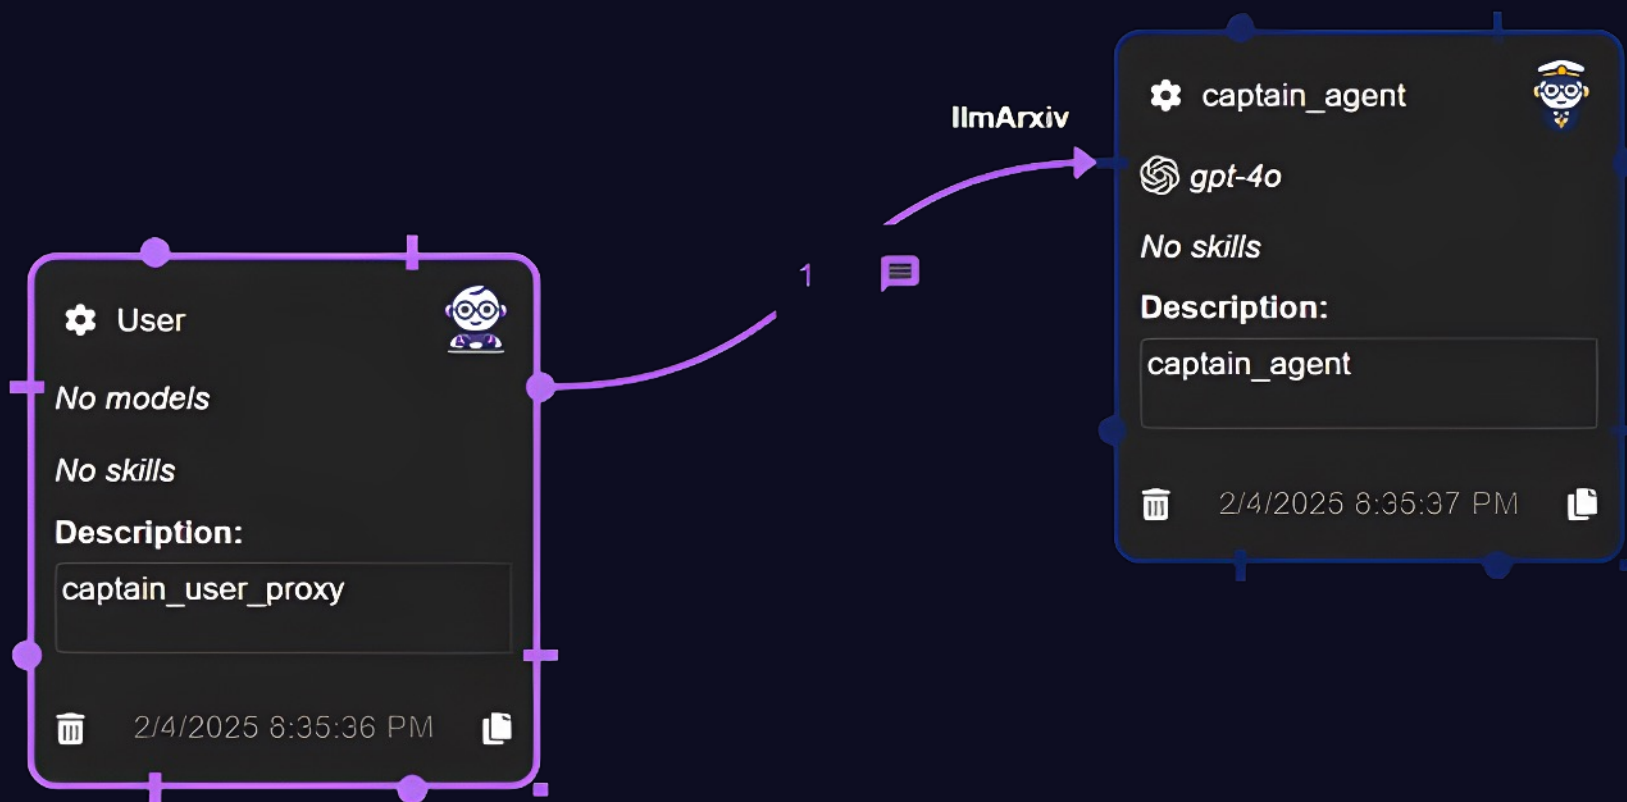 llmArxiv
captain_agent
gpt-4o
No skills
Description:
captain_agent
2/4/2025 8:35:37 PM
1
User
No models
No skills
Description:
captain_user_proxy
2/4/2025 8:35:36 PM